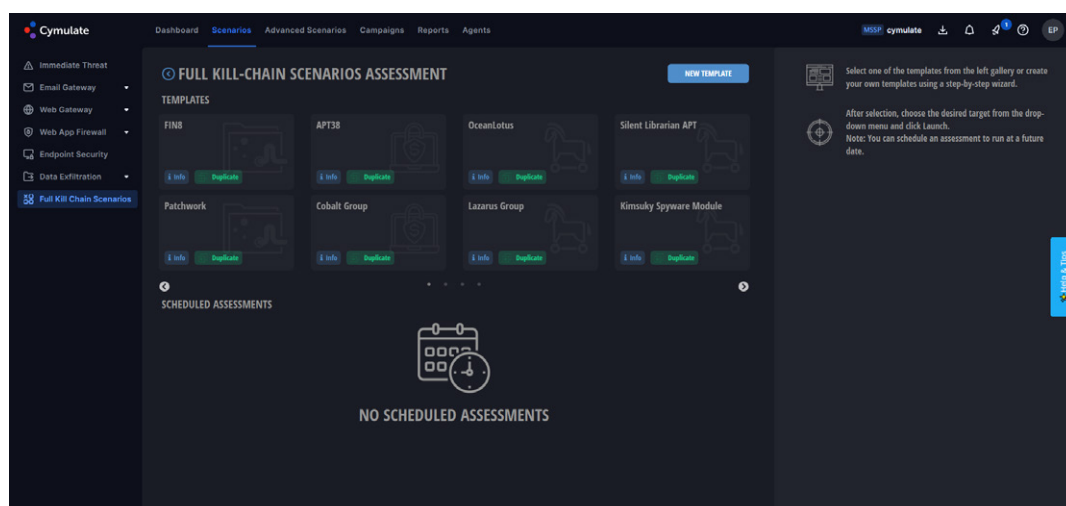 Cymulate
Dashboard Scenarios Advanced Scenarios Campaigns Reports Agents
MSSP cymulate
1
EP
Immediate Threat
Email Gateway
Web Gateway
Web App Firewall
Endpoint Security
Data Exfiltration
Full Kill Chain Scenarios
FULL KILL-CHAIN SCENARIOS ASSESSMENT
NEW TEMPLATE
TEMPLATES
FIN8
i Info Duplicate
APT38
i Info Duplicate
OceanLotus
i Info Duplicate
Silent Librarian APT
i Info Duplicate
Patchwork
i Info Duplicate
Cobalt Group
i Info Duplicate
Lazarus Group
i Info Duplicate
Kimsuky Spyware Module
i Info Duplicate
SCHEDULED ASSESSMENTS
NO SCHEDULED ASSESSMENTS
Select one of the templates from the left gallery or create
your own templates using a step-by-step wizard.
After selection, choose the desired target from the drop-
down menu and click Launch.
Note: You can schedule an assessment to run at a future
date.
Help & Tips